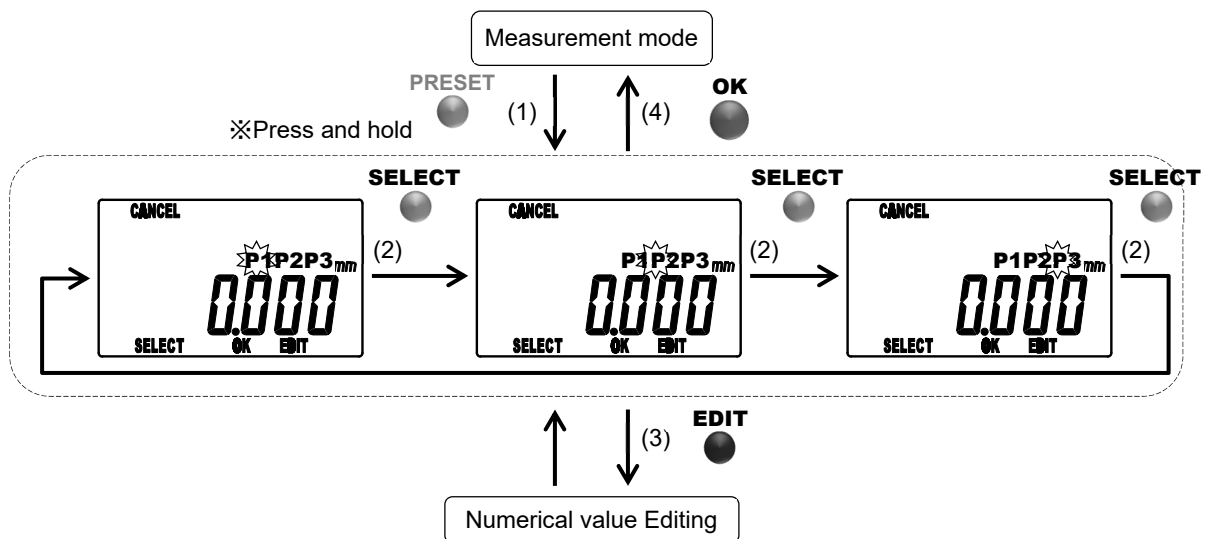 Measurement mode
PRESET
(1)
(4)
OK
※Press and hold
SELECT
SELECT
SELECT
CANCEL
CANCEL
CANCEL
(2)
(2)
(2)
P1P2P3mm
P1P2P3mm
P1P2P3mm
0.000
0.000
0.000
SELECT OK EDIT
SELECT OK EDIT
SELECT OK EDIT
(3)
EDIT
Numerical value Editing